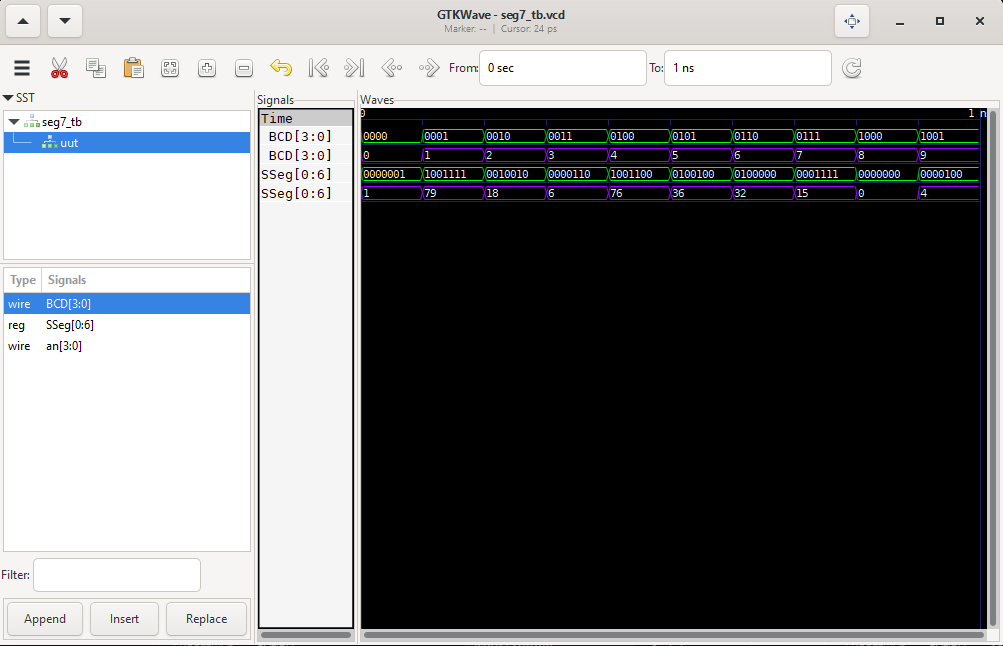 GTKWave - seg7_tb.vcd
Marker: -- | Cursor: 24 ps
From: 0 sec To: 1 ns
SST
seg7_tb
uut
Type Signals
wire BCD[3:0]
reg SSeg[0:6]
wire an[3:0]
Filter:
Append Insert Replace
Signals
Time
BCD[3:0]
BCD[3:0]
SSeg[0:6]
SSeg[0:6]
Waves
0 1 n
0000 0001 0010 0011 0100 0101 0110 0111 1000 1001
0 1 2 3 4 5 6 7 8 9
0000001 1001111 0010010 0000110 1001100 0100100 0100000 0001111 0000000 0000100
1 79 18 6 76 36 32 15 0 4